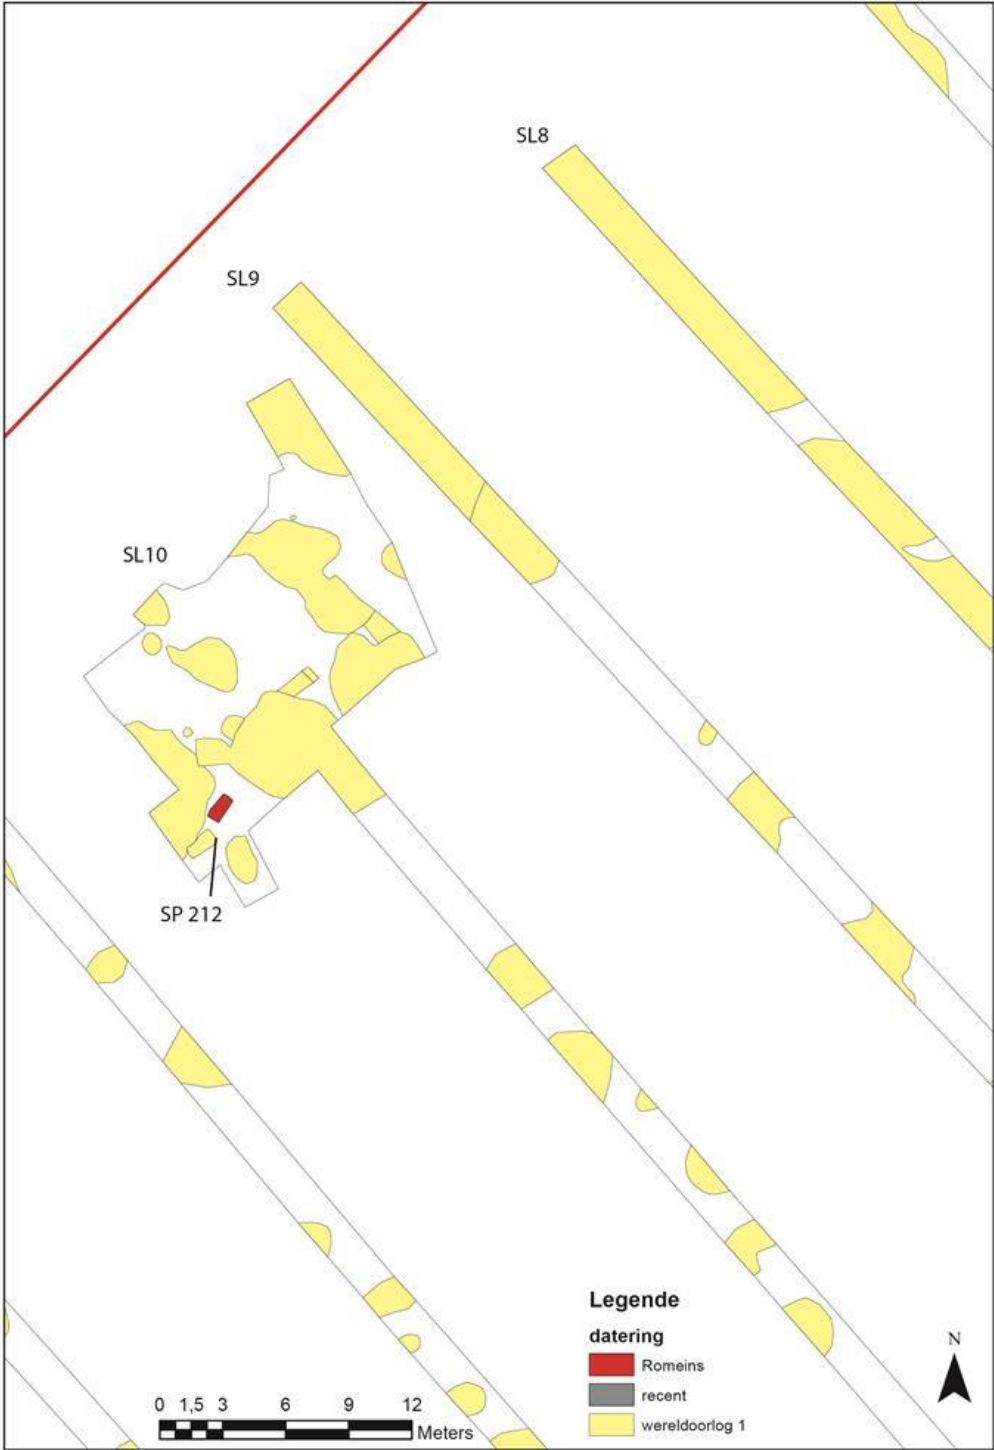 SL8
SL9
SL10
SP 212
Legende
datering
Romeins
recent
wereldoorlog 1
N
0 1,5 3 6 9 12
Meters